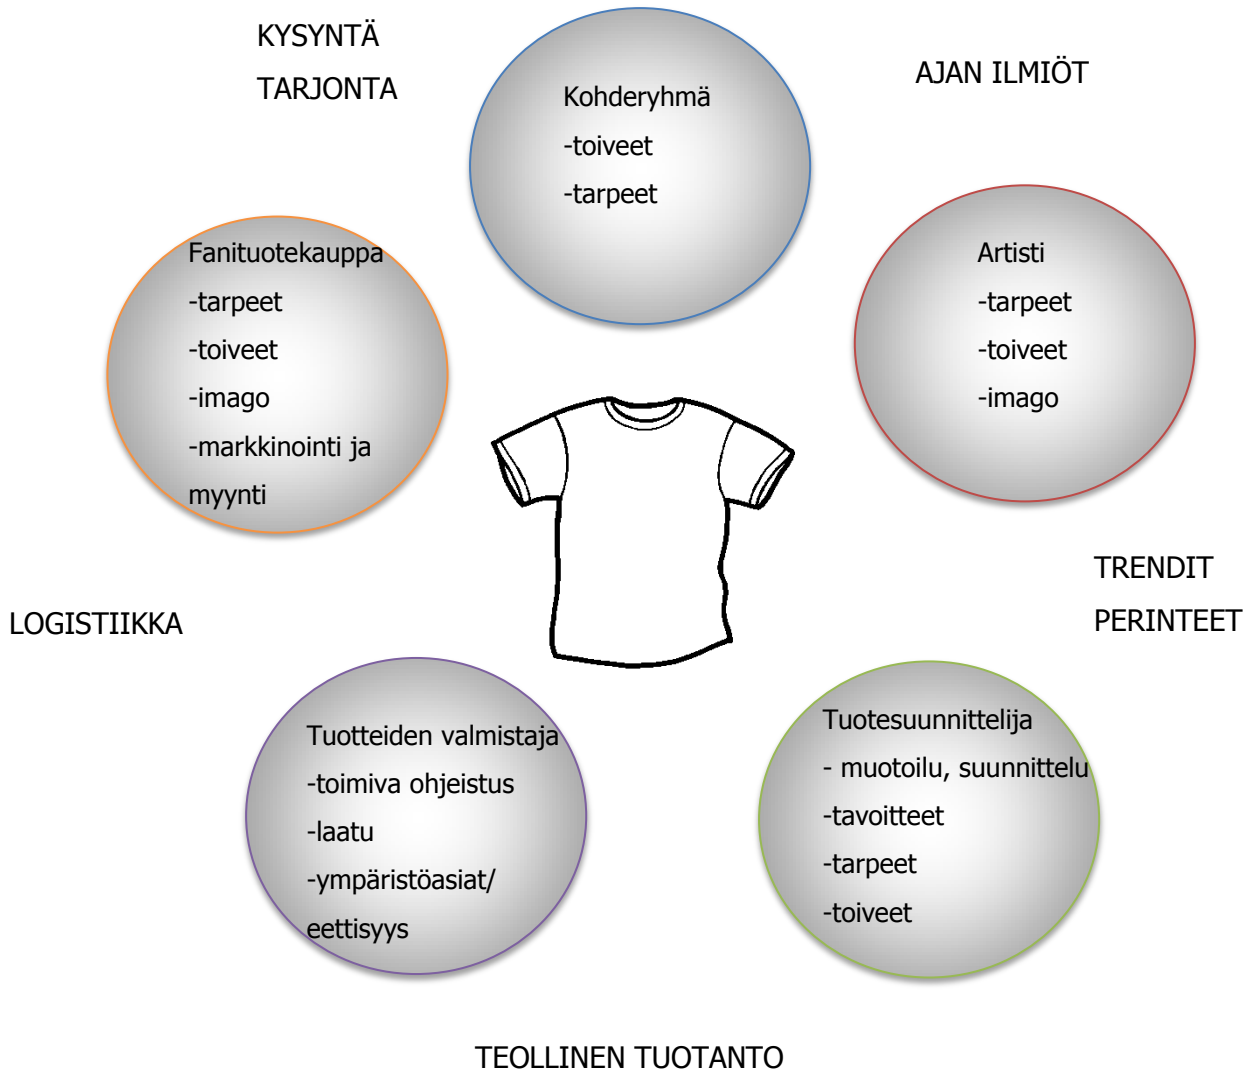 KYSYNTÄ
TARJONTA
AJAN ILMIÖT
Kohderyhmä
-toiveet
-tarpeet
Fanituotekauppa
-tarpeet
-toiveet
-imago
-markkinointi ja
myynti
Artisti
-tarpeet
-toiveet
-imago
TRENDIT
PERINTEET
LOGISTIIKKA
Tuotteiden valmistaja
-toimiva ohjeistus
-laatu
-ympäristöasiat/
eettisyys
Tuotesuunnittelija
- muotoilu, suunnittelu
-tavoitteet
-tarpeet
-toiveet
TEOLLINEN TUOTANTO